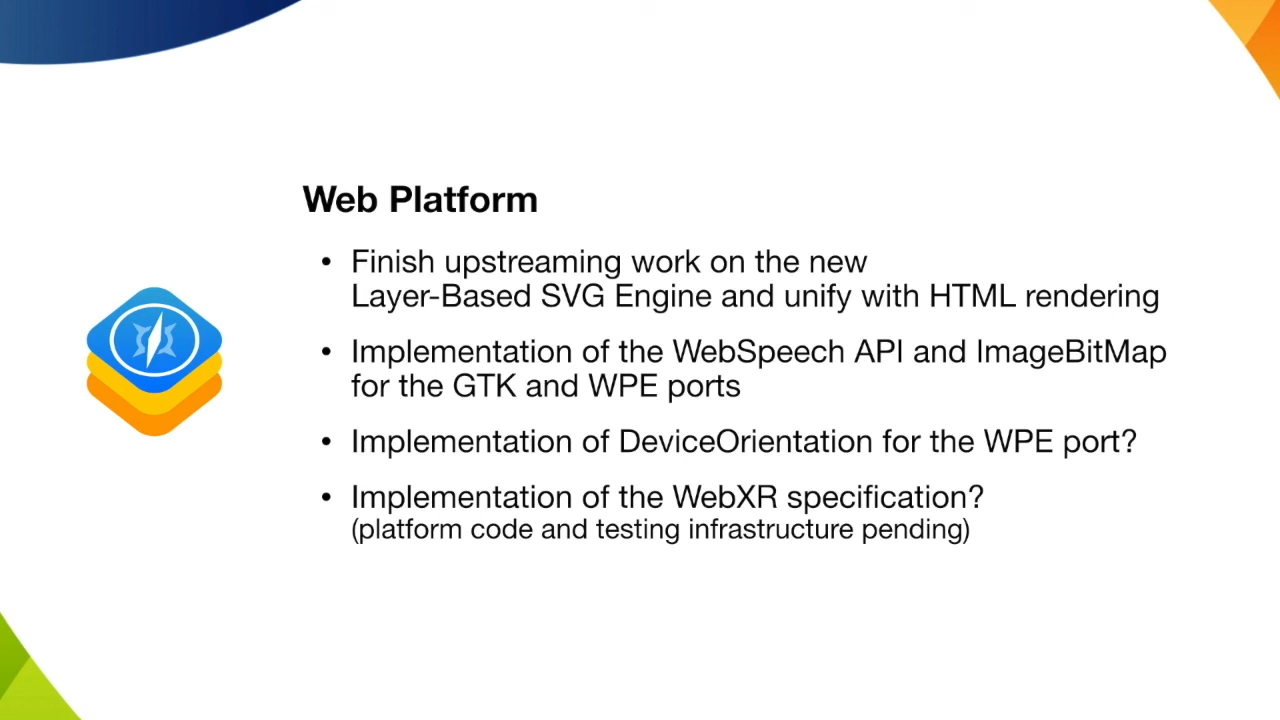 Web Platform
• Finish upstreaming work on the new
Layer-Based SVG Engine and unify with HTML rendering
• Implementation of the WebSpeech API and ImageBitMap
for the GTK and WPE ports
• Implementation of DeviceOrientation for the WPE port?
• Implementation of the WebXR specification?
(platform code and testing infrastructure pending)